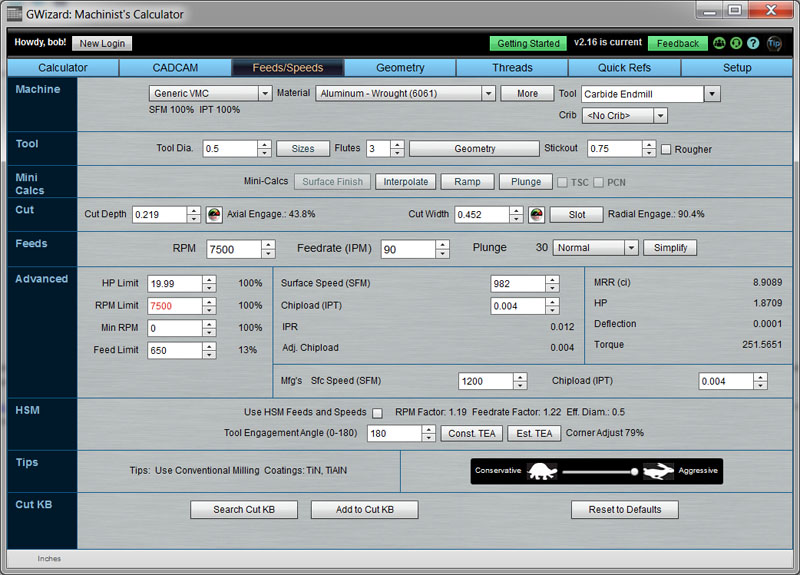 GWizard: Machinist's Calculator
Howdy, bob! New Login Getting Started v2.16 is current Feedback ? Tip
Calculator CADCAM Feeds/Speeds Geometry Threads Quick Refs Setup
Machine Generic VMC Material Aluminum - Wrought (6061) More Tool Carbide Endmill
SFM 100% IPT 100% Crib <No Crib>
Tool Tool Dia. 0.5 Sizes Flutes 3 Geometry Stickout 0.75 Rougher
Mini Calcs Mini-Calcs Surface Finish Interpolate Ramp Plunge TSC PCN
Cut Cut Depth 0.219 Axial Engage.: 43.8% Cut Width 0.452 Slot Radial Engage.: 90.4%
Feeds RPM 7500 Feedrate (IPM) 90 Plunge 30 Normal Simplify
Advanced HP Limit 19.99 100% Surface Speed (SFM) 982 MRR (ci) 8.9089
RPM Limit 7500 100% Chipload (IPT) 0.004 HP 1.8709
Min RPM 0 100% IPR 0.012 Deflection 0.0001
Feed Limit 650 13% Adj. Chipload 0.004 Torque 251.5651
Mfg's Sfc Speed (SFM) 1200 Chipload (IPT) 0.004
HSM Use HSM Feeds and Speeds RPM Factor: 1.19 Feedrate Factor: 1.22 Eff. Diam.: 0.5
Tool Engagement Angle (0-180) 180 Const. TEA Est. TEA Corner Adjust 79%
Tips Tips: Use Conventional Milling Coatings: TiN, TiAlN Conservative Aggressive
Cut KB Search Cut KB Add to Cut KB Reset to Defaults
Inches